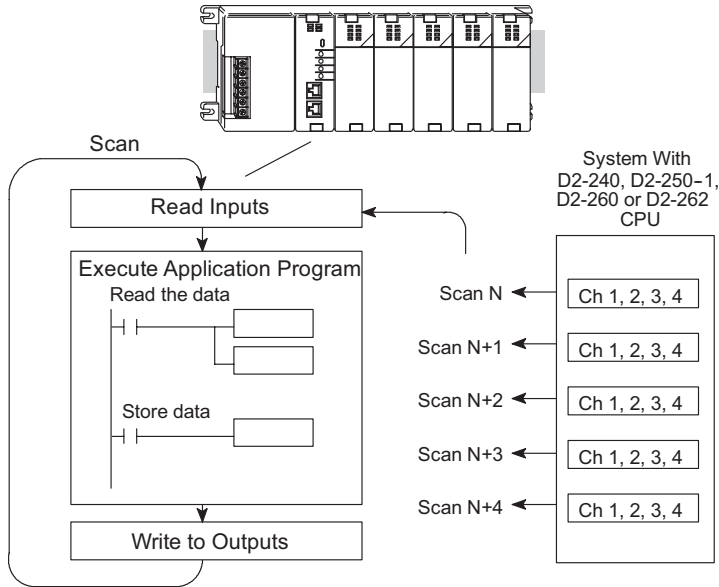 Scan
Read Inputs
Execute Application Program
Read the data
Store data
Write to Outputs
Scan N
Scan N+1
Scan N+2
Scan N+3
Scan N+4
System With
D2-240, D2-250-1,
D2-260 or D2-262
CPU
Ch 1, 2, 3, 4
Ch 1, 2, 3, 4
Ch 1, 2, 3, 4
Ch 1, 2, 3, 4
Ch 1, 2, 3, 4